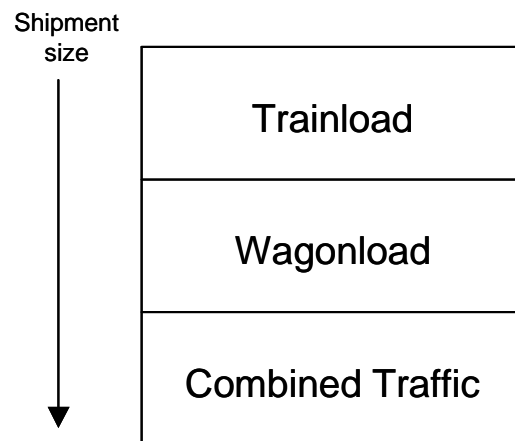 Shipment
size
Trainload
Wagonload
Combined Traffic